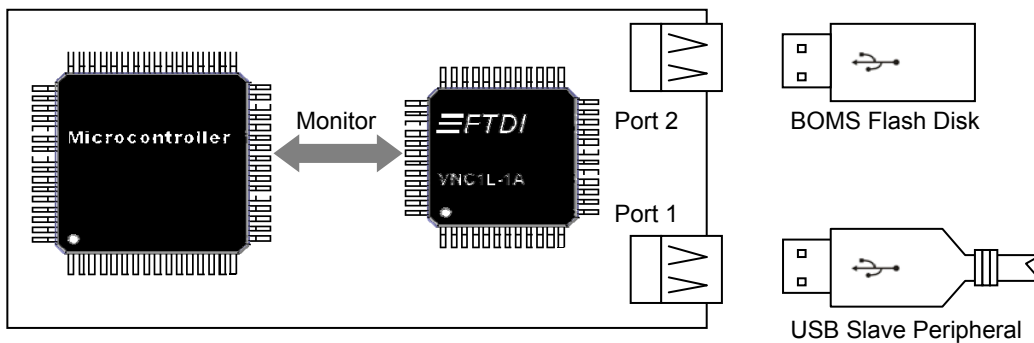 Microcontroller
Monitor
FTDI
VNC1L-1A
Port 2
Port 1
BOMS Flash Disk
USB Slave Peripheral